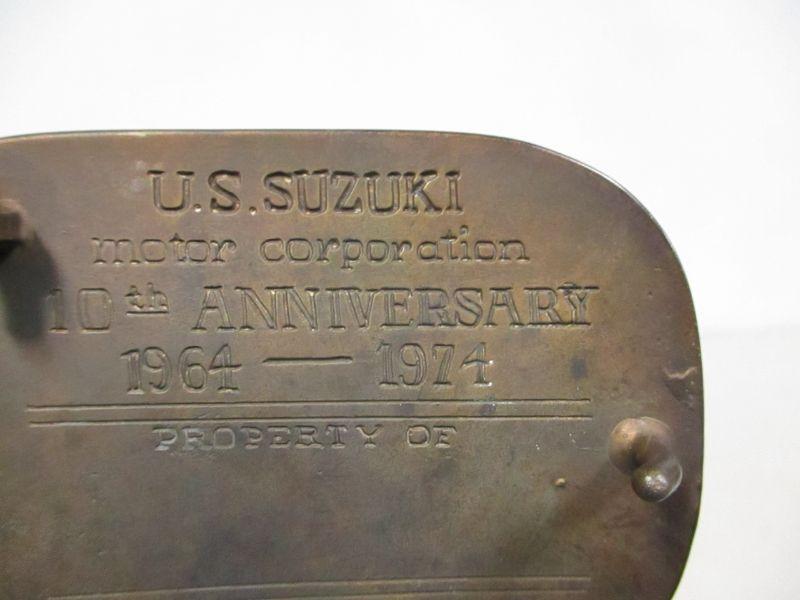 U.S. SUZUKI
motor corporation
10th ANNIVERSARY
1964 — 1974
PROPERTY OF